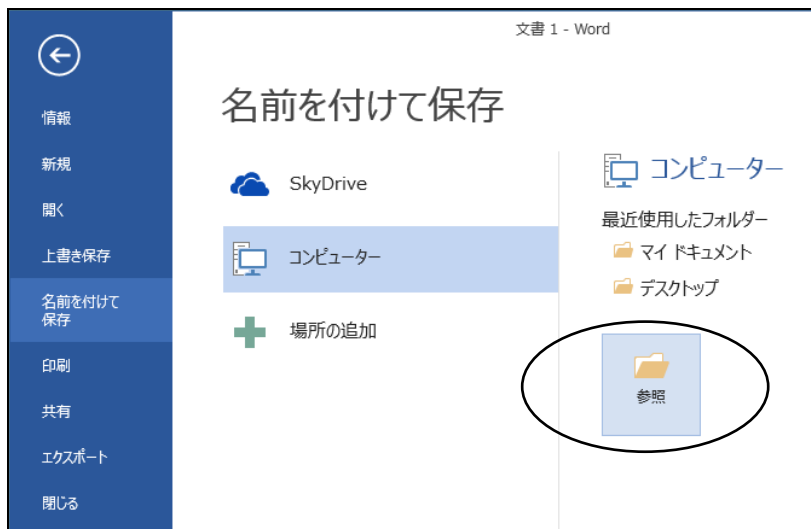 文書 1 - Word
情報
新規
開く
上書き保存
名前を付けて
保存
印刷
共有
エクスポート
閉じる
名前を付けて保存
SkyDrive
コンピューター
場所の追加
コンピューター
最近使用したフォルダー
マイ ドキュメント
デスクトップ
参照